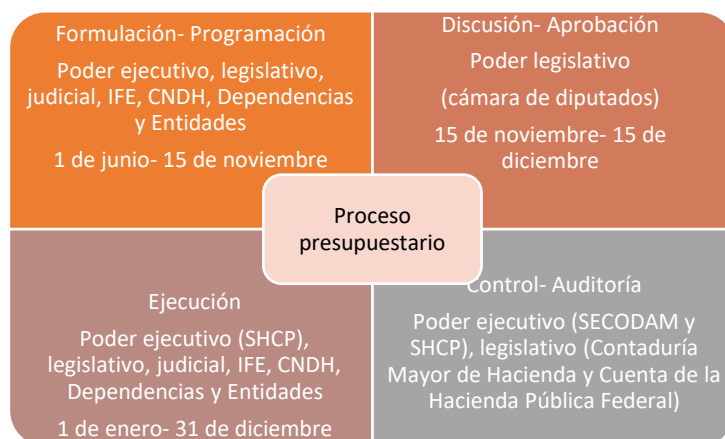 Formulación- Programación
Poder ejecutivo, legislativo,
judicial, IFE, CNDH, Dependencias
y Entidades
1 de junio- 15 de noviembre
Discusión- Aprobación
Poder legislativo
(cámara de diputados)
15 de noviembre- 15 de
diciembre
Proceso
presupuestario
Ejecución
Poder ejecutivo (SHCP),
legislativo, judicial, IFE, CNDH,
Dependencias y Entidades
1 de enero- 31 de diciembre
Control- Auditoría
Poder ejecutivo (SECODAM y
SHCP), legislativo (Contaduría
Mayor de Hacienda y Cuenta de la
Hacienda Pública Federal)